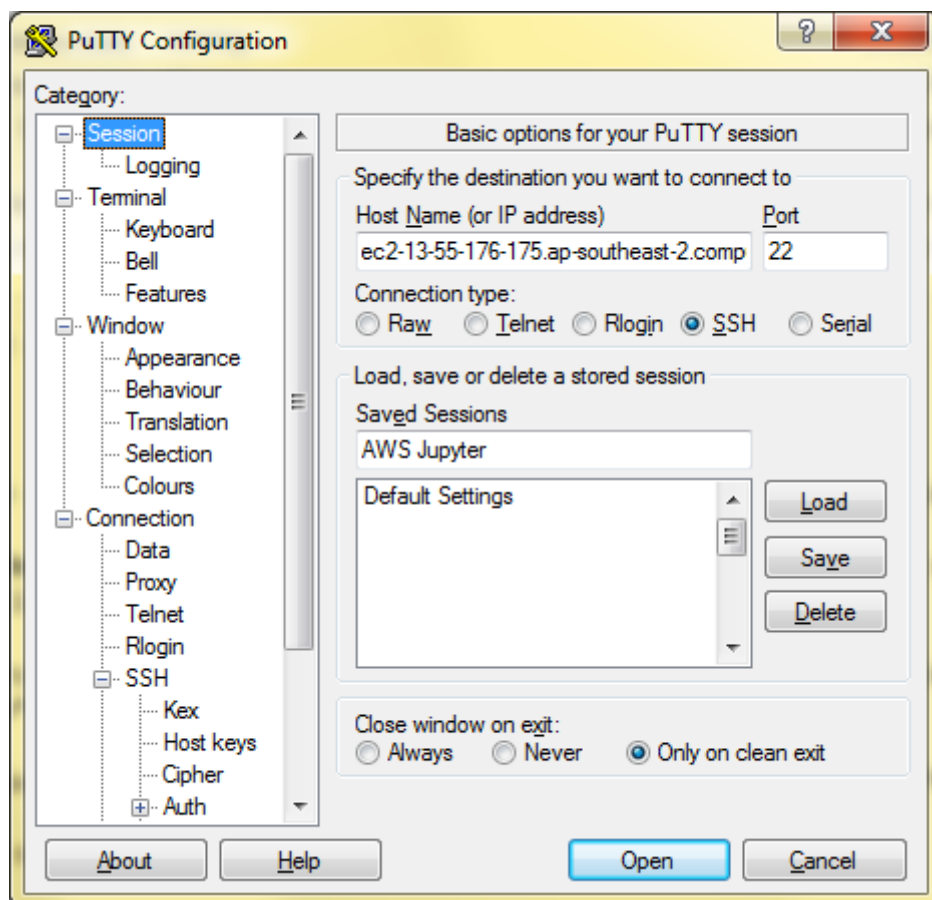 PuTTY Configuration
?
X
Category:
Session
Logging
Terminal
Keyboard
Bell
Features
Window
Appearance
Behaviour
Translation
Selection
Colours
Connection
Data
Proxy
Telnet
Rlogin
SSH
Kex
Host keys
Cipher
Auth
Basic options for your PuTTY session
Specify the destination you want to connect to
Host Name (or IP address) Port
ec2-13-55-176-175.ap-southeast-2.comp 22
Connection type:
Raw Telnet Rlogin SSH Serial
Load, save or delete a stored session
Saved Sessions
AWS Jupyter
Default Settings
Load
Save
Delete
Close window on exit:
Always Never Only on clean exit
About Help Open Cancel